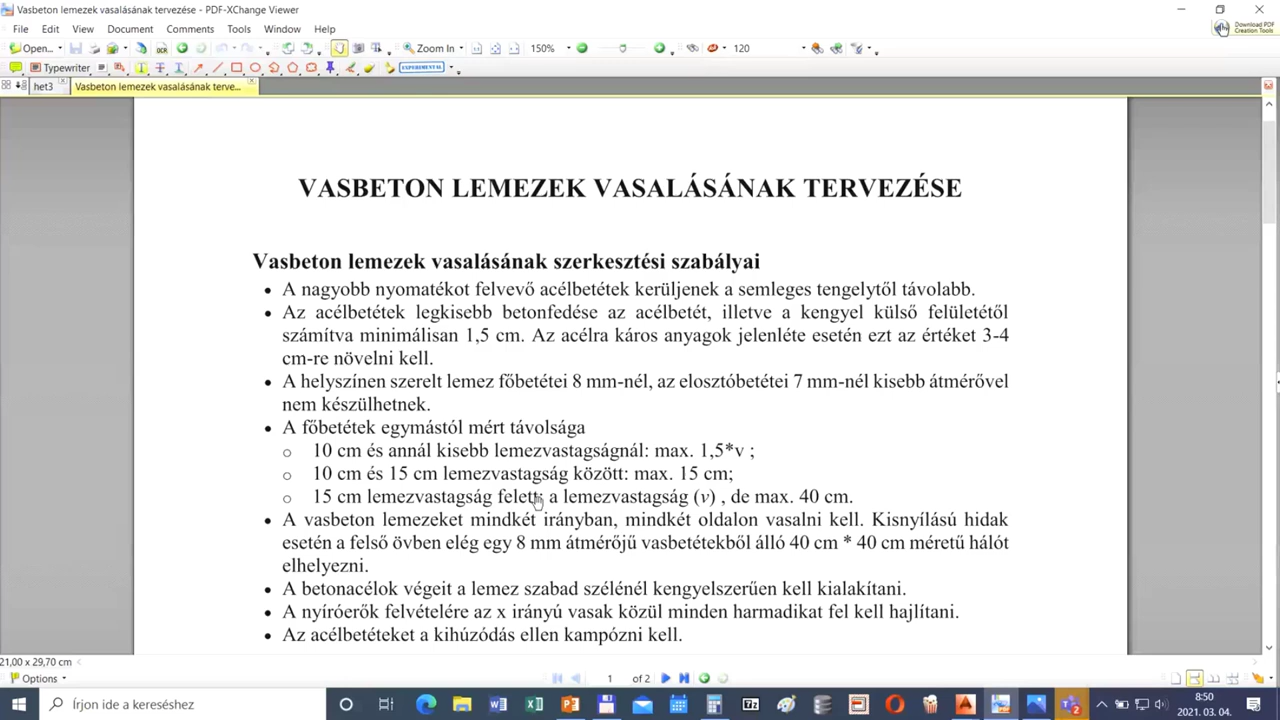 Vasbeton lemezek vasalásának tervezése - PDF-XChange Viewer
File Edit View Document Comments Tools Window Help
Download PDF
Creation Tools
Open... OCR Zoom In 150% 120
Typewriter EXPERIMENTAL
het3 Vasbeton lemezek vasalásának terve...
VASBETON LEMEZEK VASALÁSÁNAK TERVEZÉSE
Vasbeton lemezek vasalásának szerkesztési szabályai
• A nagyobb nyomatékot felvevő acélbetétek kerüljenek a semleges tengelytől távolabb.
• Az acélbetétek legkisebb betonfedése az acélbetét, illetve a kengyel külső felületétől
számítva minimálisan 1,5 cm. Az acélra káros anyagok jelenléte esetén ezt az értéket 3-4
cm-re növelni kell.
• A helyszínen szerelt lemez főbetétei 8 mm-nél, az elosztóbetétei 7 mm-nél kisebb átmérővel
nem készülhetnek.
• A főbetétek egymástól mért távolsága
o 10 cm és annál kisebb lemezvastagságnál: max. 1,5*v ;
o 10 cm és 15 cm lemezvastagság között: max. 15 cm;
o 15 cm lemezvastagság felett: a lemezvastagság (v) , de max. 40 cm.
• A vasbeton lemezeket mindkét irányban, mindkét oldalon vasalni kell. Kisnyílású hidak
esetén a felső övben elég egy 8 mm átmérőjű vasbetétekből álló 40 cm * 40 cm méretű hálót
elhelyezni.
• A betonacélok végeit a lemez szabad szélénél kengyelszerűen kell kialakítani.
• A nyíróerők felvételére az x irányú vasak közül minden harmadikat fel kell hajlítani.
• Az acélbetéteket a kihúzódás ellen kampózni kell.
21,00 x 29,70 cm
Options 1 of 2
Írjon ide a kereséshez
8:50
2021. 03. 04.